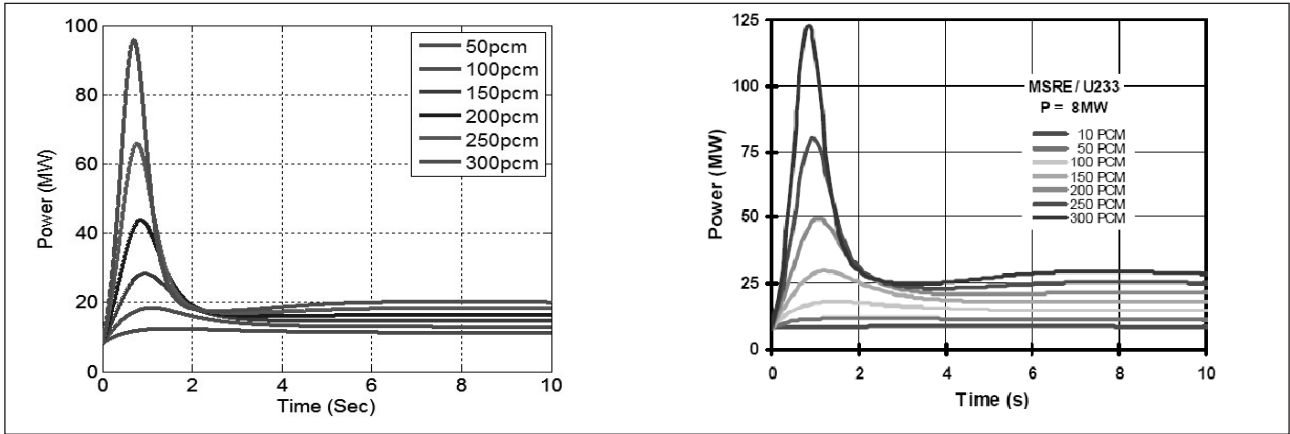 100
80
60
40
20
0
Power (MW)
0 2 4 6 8 10
Time (Sec)
50pcm
100pcm
150pcm
200pcm
250pcm
300pcm
125
100
75
50
25
0
Power (MW)
0 2 4 6 8 10
Time (s)
MSRE / U233
P = 8MW
10 PCM
50 PCM
100 PCM
150 PCM
200 PCM
250 PCM
300 PCM